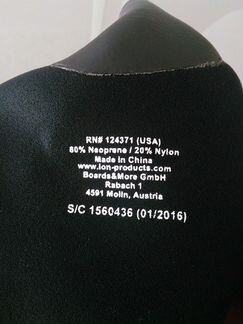 RN# 124371 (USA)
80% Neoprene / 20% Nylon
Made in China
www.ion-products.com
Boards&More GmbH
Rabach 1
4591 Molln, Austria
S/C 1560436 (01/2016)